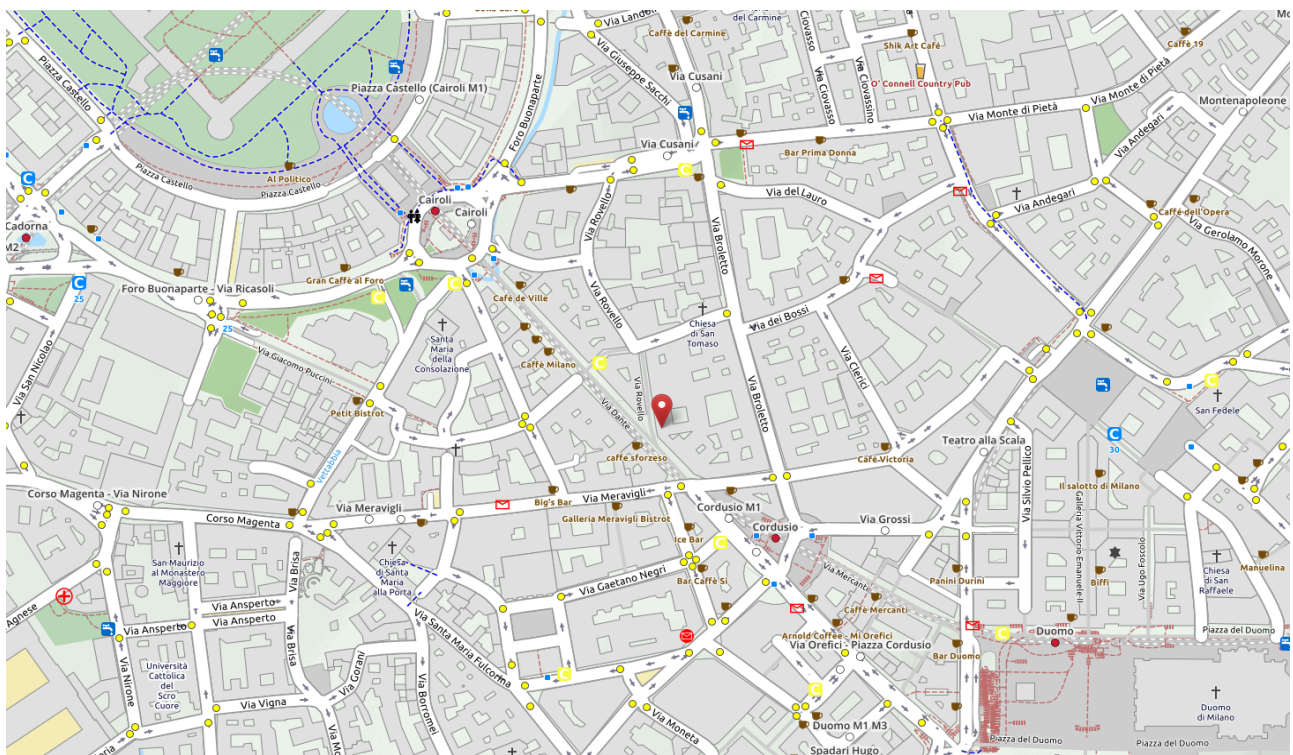 Via Landolfo
Caffè del Carmine
del Carmine
Via Ciovasso
Shik Art Café
Caffè 19
Piazza Castello
Via Giuseppe Sacchi
Via Cusani
Via Ciovasso
Via Ciovassino
O' Connell Country Pub
Via Monte di Pietà
Piazza Castello (Cairoli M1)
Foro Buonaparte
Via Monte di Pietà
Montenapoleone
Via Andegari
Via Cusani
Bar Prima Donna
Al Politico
Piazza Castello
Piazza Castello
Via del Lauro
Via Andegari
Caffè dell'Opera
Cairoli
Cairoli
Via Rovello
Cadorna
M2
Via Broletto
Via Gerolamo Morone
Foro Buonaparte - Via Ricasoli
Gran Caffè al Foro
C
25
Cafè de Ville
Via Rovello
Santa
Maria
della
Consolazione
Chiesa
di San
Tomaso
Via dei Bossi
25
Via San Nicolao
Via Giacomo Puccini
Caffè Milano
Via Rovello
Via Clerici
Via Broletto
Via Dante
Petit Bistrot
San Fedele
C
30
Teatro alla Scala
Vettabbia
caffe sforzeso
Cafè Victoria
Via Silvio Pellico
Il salotto di Milano
Corso Magenta - Via Nirone
Via Meravigli
Big's Bar
Via Meravigli
Cordusio M1
Via Grossi
Galleria Vittorio Emanuele II
Via Ugo Foscolo
Corso Magenta
Galleria Meravigli Bistrot
Cordusio
Ice Bar
San Maurizio
al Monastero
Maggiore
Via Brisa
Chiesa
di Santa
Maria
alla Porta
Via Gaetano Negri
Bar Caffè Sì
Via Mercanti
Panini Durini
Biffi
Chiesa
di San
Raffaele
Manuelina
Agnese
Via Ansperto
Via Ansperto
Via Ansperto
Caffè Mercanti
Via Santa Maria Fulcorina
Arnold Coffee - Mi Orefici
Via Orefici - Piazza Cordusio
Duomo
Piazza del Duomo
Bar Duomo
Via Nirone
Università
Cattolica
del
Scro
Cuore
Via Brisa
Via Gorani
Via Borromei
Via Vigna
Via Moneta
Duomo M1 M3
Spadari Hugo
Duomo
di Milano
Piazza del Duomo
Piazza del Duomo